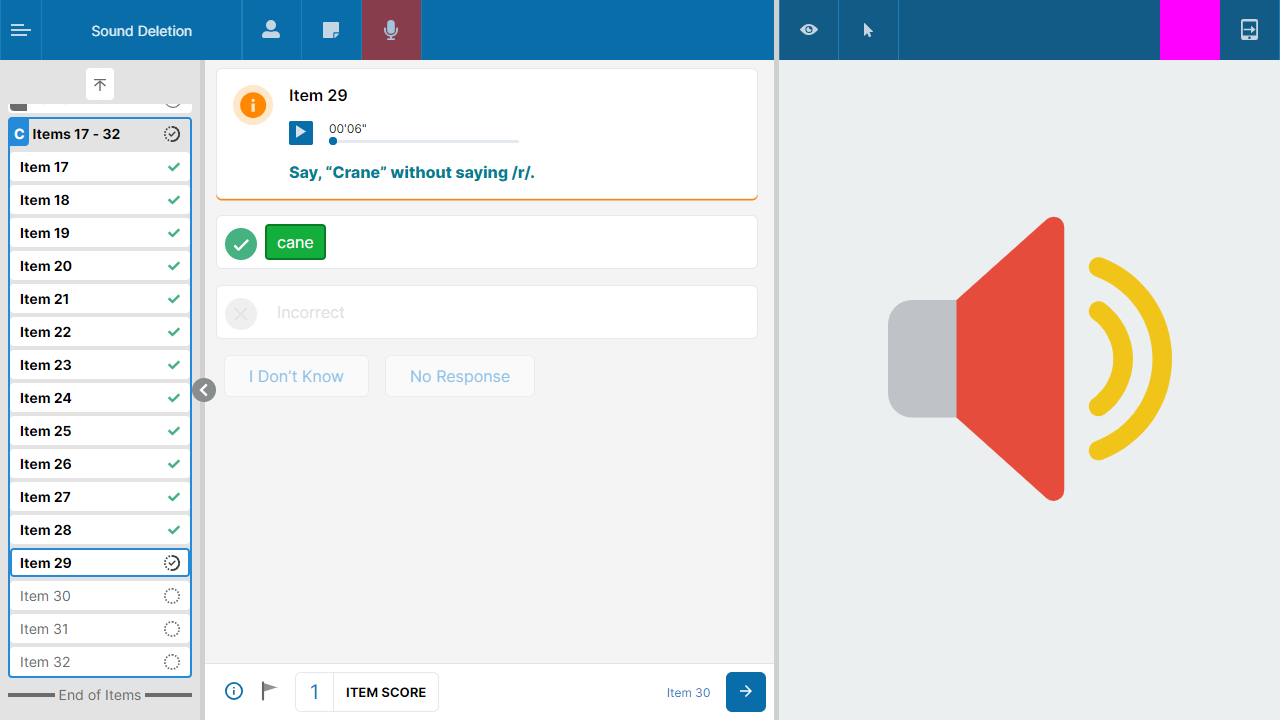 Sound Deletion
C Items 17 - 32
Item 17
Item 18
Item 19
Item 20
Item 21
Item 22
Item 23
Item 24
Item 25
Item 26
Item 27
Item 28
Item 29
Item 30
Item 31
Item 32
End of Items
Item 29
00'06"
Say, “Crane” without saying /r/.
cane
Incorrect
I Don’t Know
No Response
1 ITEM SCORE
Item 30